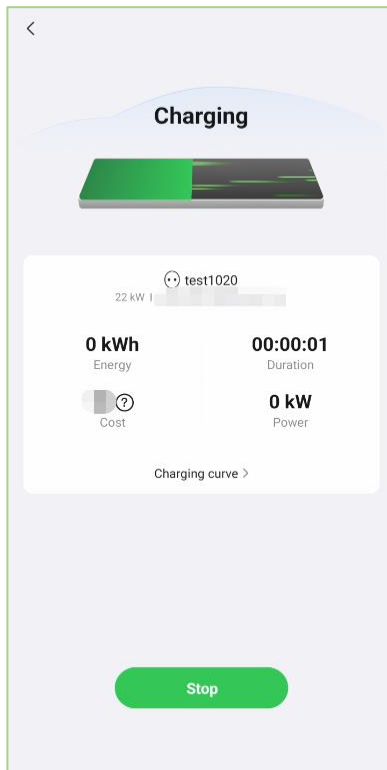 Charging
test1020
22 kW |
0 kWh
Energy
00:00:01
Duration
?
Cost
0 kW
Power
Charging curve >
Stop